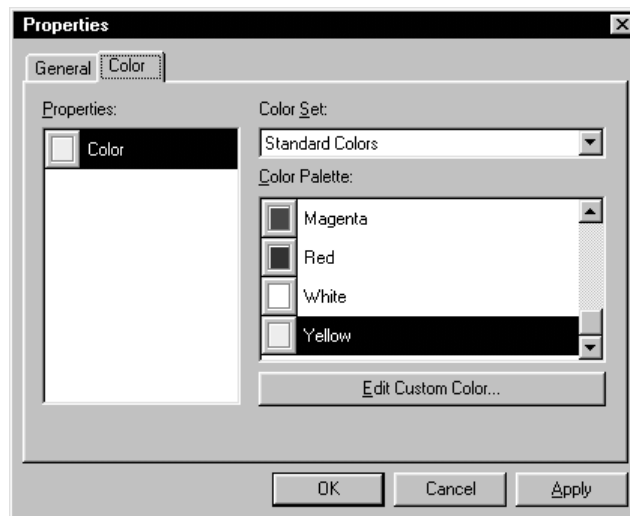 Properties
General Color
Properties:
Color
Color Set:
Standard Colors
Color Palette:
Magenta
Red
White
Yellow
Edit Custom Color...
OK Cancel Apply